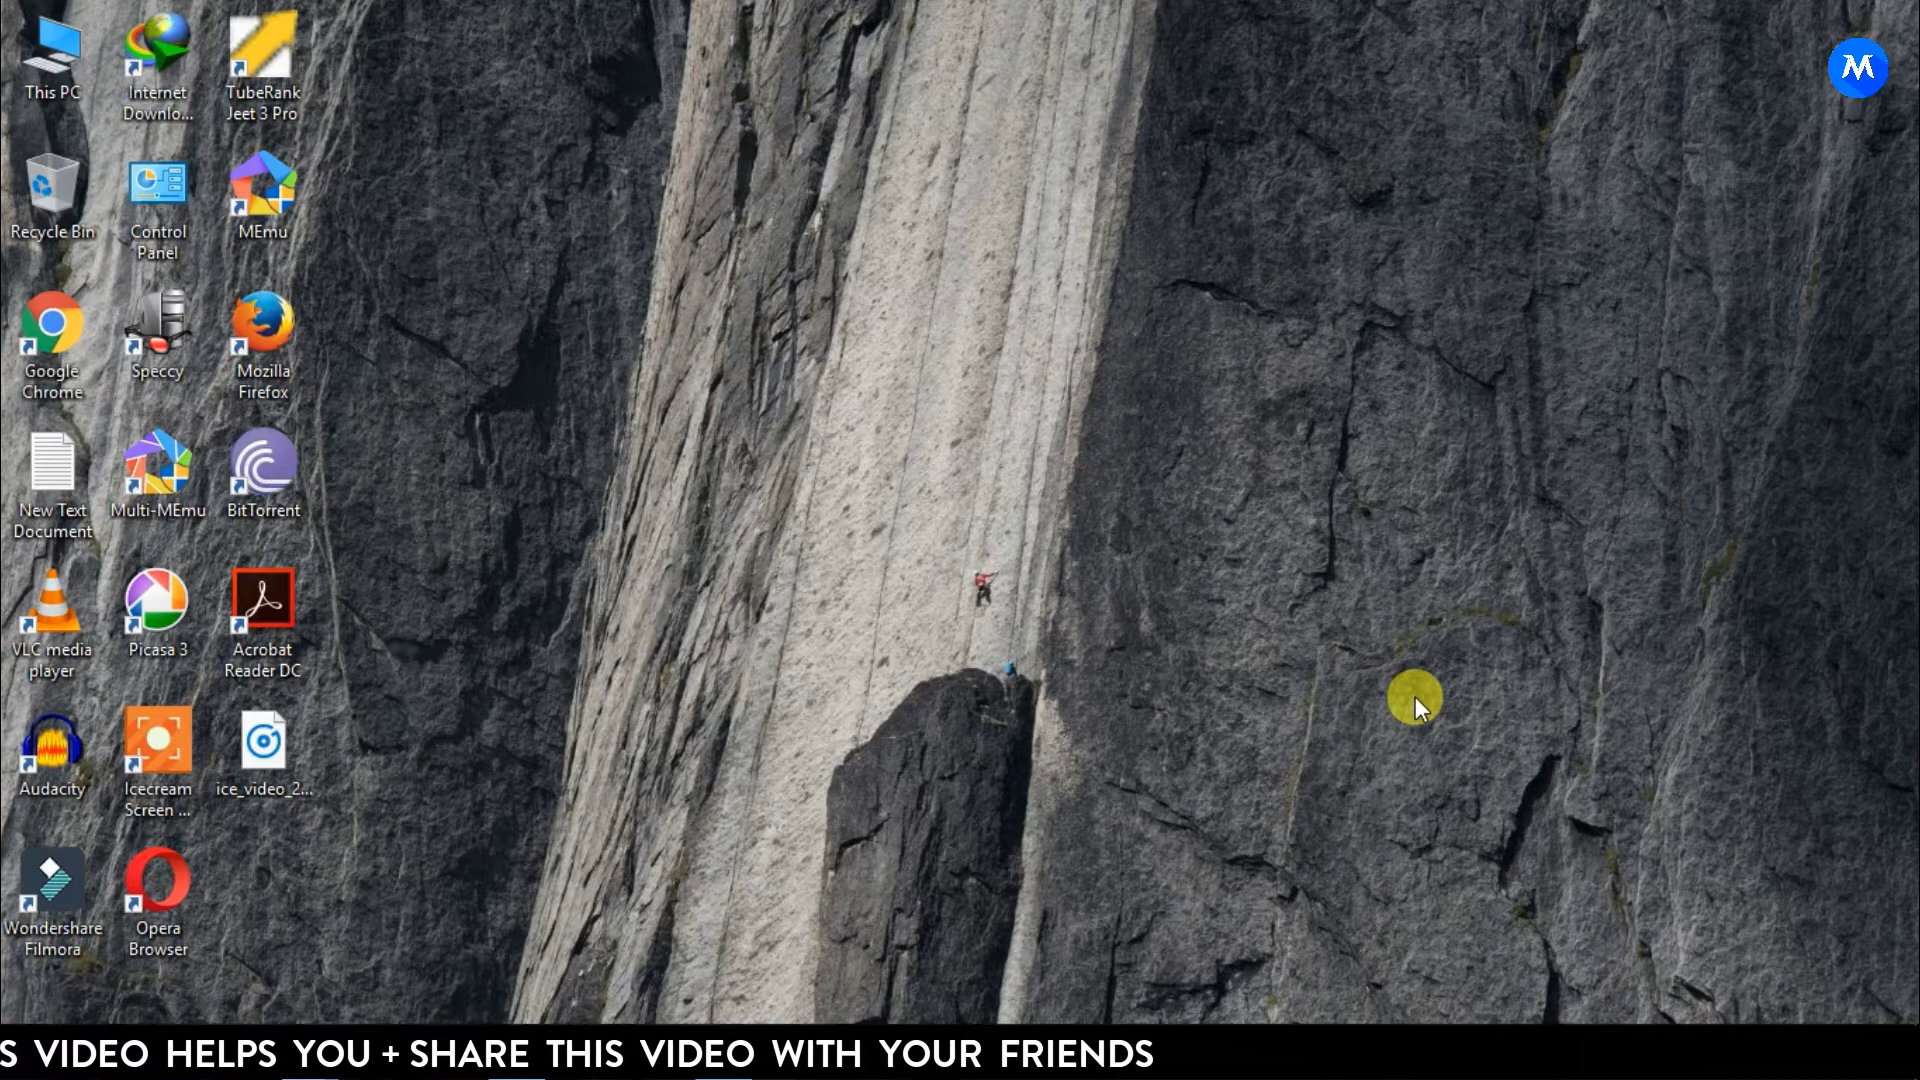 This PC
Internet
Downlo...
TubeRank
Jeet 3 Pro
Recycle Bin
Control
Panel
MEmu
Google
Chrome
Speccy
Mozilla
Firefox
New Text
Document
Multi-MEmu
BitTorrent
VLC media
player
Picasa 3
Acrobat
Reader DC
Audacity
Icecream
Screen ...
ice_video_2...
Wondershare
Filmora
Opera
Browser
M
S VIDEO HELPS YOU + SHARE THIS VIDEO WITH YOUR FRIENDS